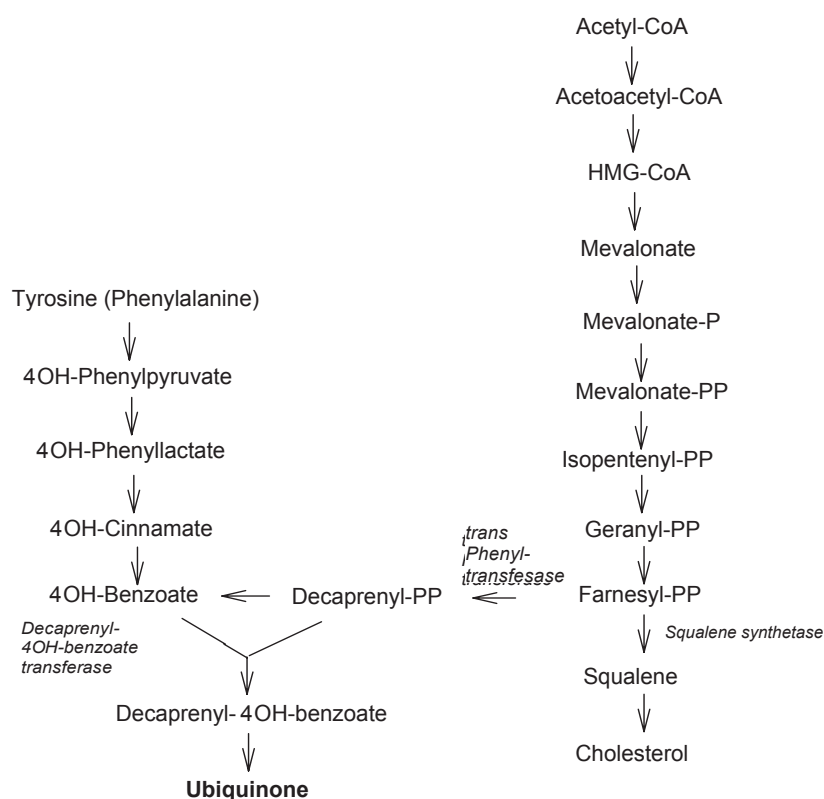 Acetyl-CoA
Acetoacetyl-CoA
HMG-CoA
Mevalonate
Tyrosine (Phenylalanine)
Mevalonate-P
4OH-Phenylpyruvate
Mevalonate-PP
4OH-Phenyllactate
Isopentenyl-PP
4OH-Cinnamate
trans
Phenyl-
transfesase
Geranyl-PP
4OH-Benzoate
Decaprenyl-PP
Farnesyl-PP
Decaprenyl-
4OH-benzoate
transferase
Squalene synthetase
Squalene
Decaprenyl- 4OH-benzoate
Cholesterol
Ubiquinone